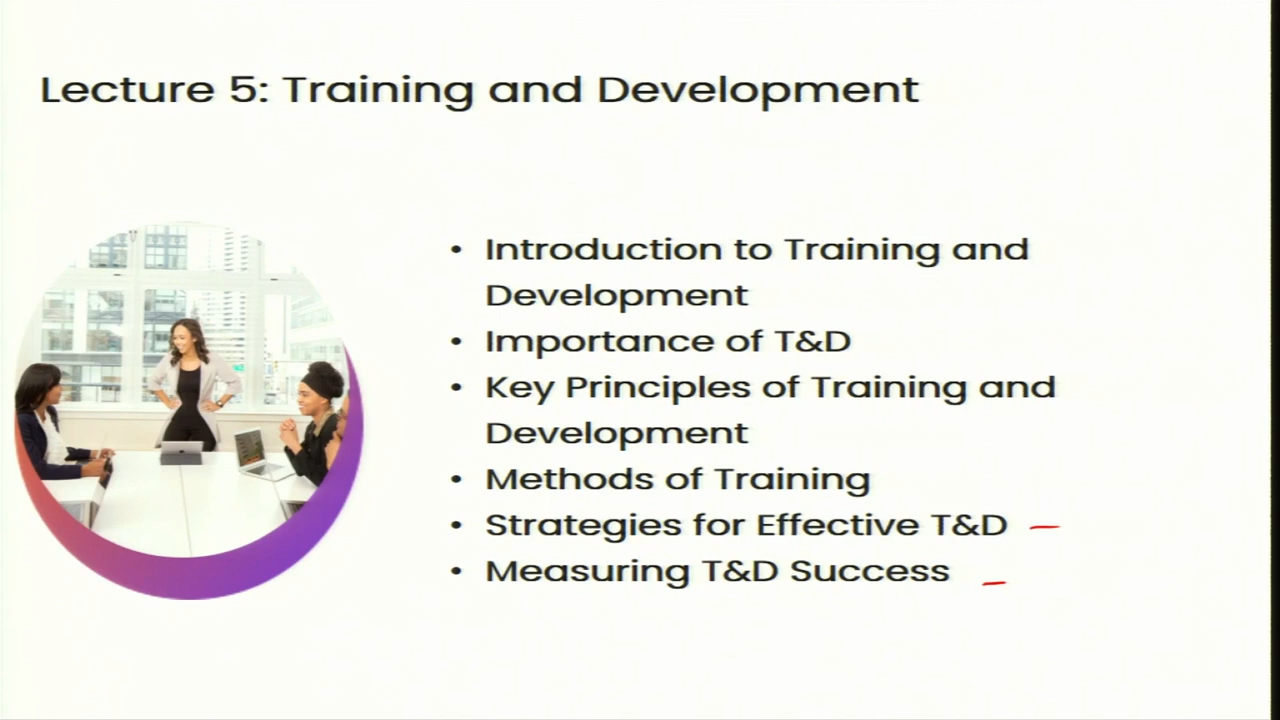 Lecture 5: Training and Development
• Introduction to Training and
Development
• Importance of T&D
• Key Principles of Training and
Development
• Methods of Training
• Strategies for Effective T&D
• Measuring T&D Success